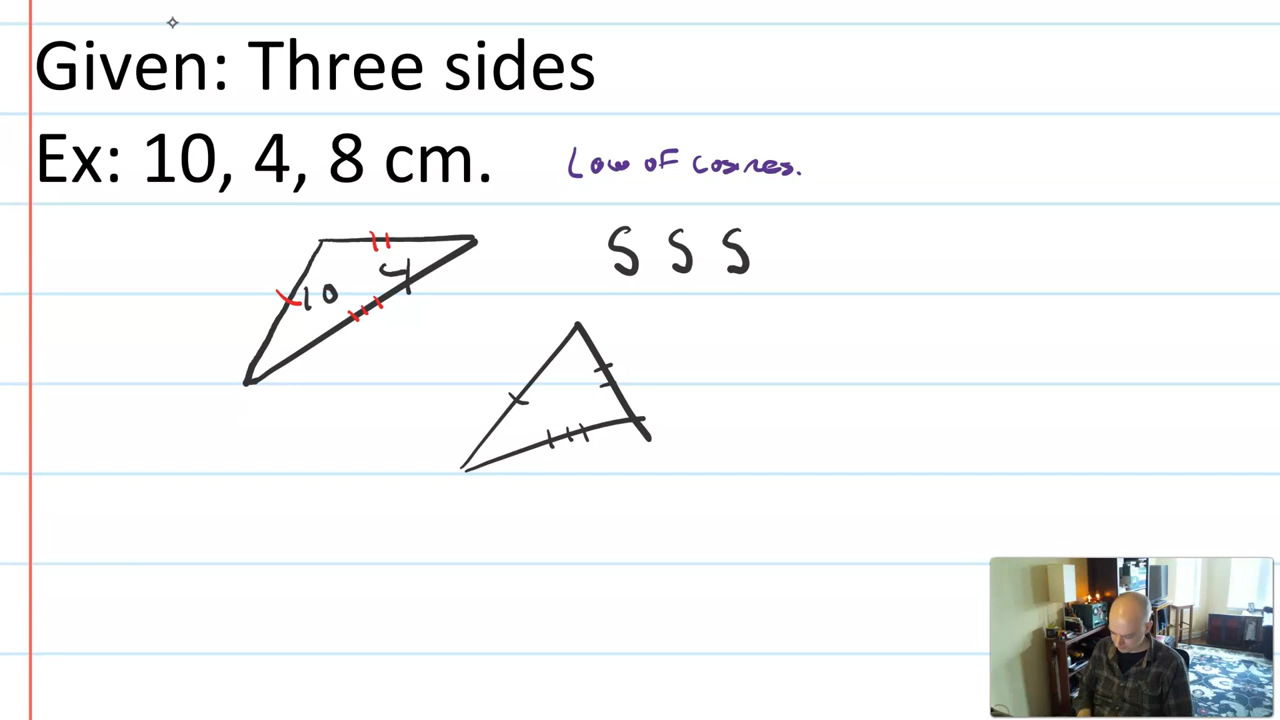 Given: Three sides
Ex: 10, 4, 8 cm.
Law of cosines.
S S S
10
4